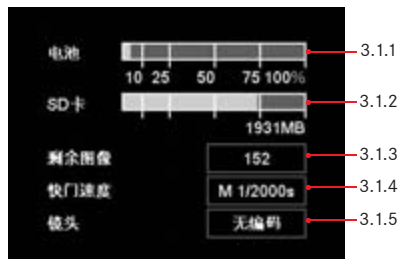 电池 3.1.1
10 25 50 75 100%
SD卡 3.1.2
1931MB
剩余图像 152 3.1.3
快门速度 M 1/2000s 3.1.4
镜头 无编码 3.1.5